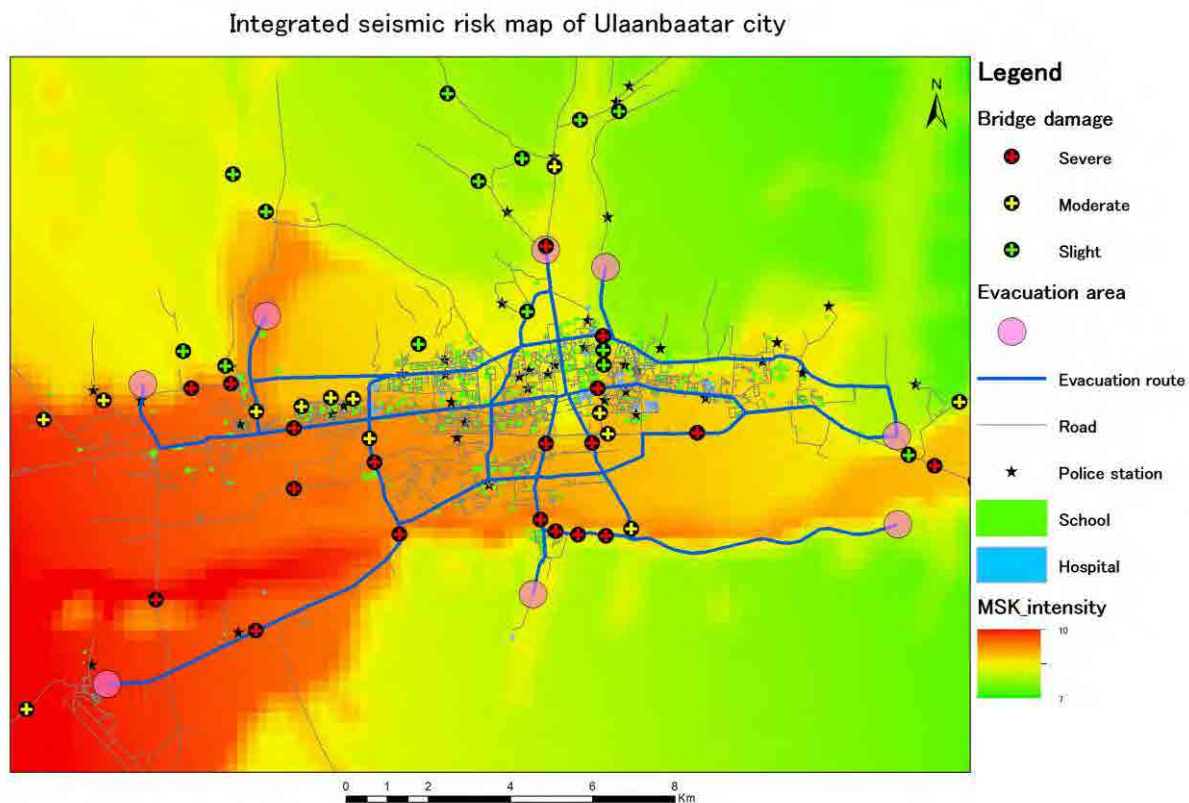 Integrated seismic risk map of Ulaanbaatar city
N
Legend
Bridge damage
Severe
Moderate
Slight
Evacuation area
Evacuation route
Road
Police station
School
Hospital
MSK_intensity
10
7
0 1 2 4 6 8
Km